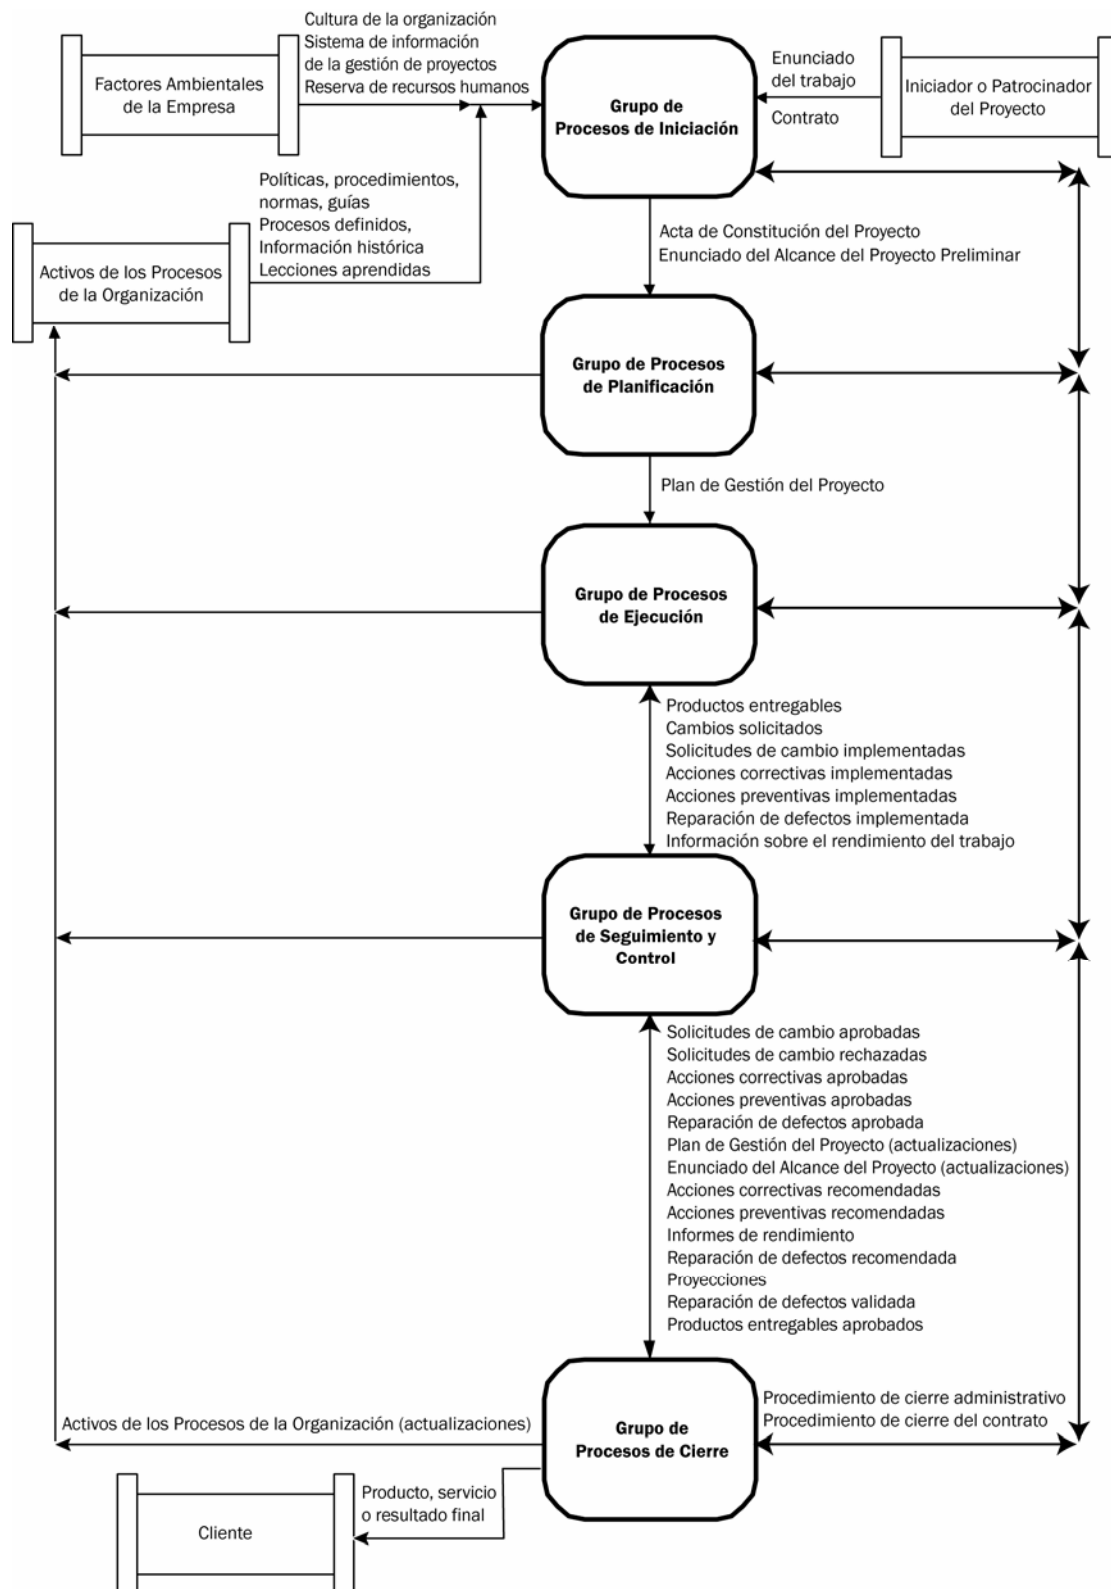 Cultura de la organización
Sistema de información
de la gestión de proyectos
Reserva de recursos humanos
Factores Ambientales
de la Empresa
Grupo de
Procesos de Iniciación
Enunciado
del trabajo
Contrato
Iniciador o Patrocinador
del Proyecto
Políticas, procedimientos,
normas, guías
Procesos definidos,
Información histórica
Lecciones aprendidas
Activos de los Procesos
de la Organización
Acta de Constitución del Proyecto
Enunciado del Alcance del Proyecto Preliminar
Grupo de Procesos
de Planificación
Plan de Gestión del Proyecto
Grupo de Procesos
de Ejecución
Productos entregables
Cambios solicitados
Solicitudes de cambio implementadas
Acciones correctivas implementadas
Acciones preventivas implementadas
Reparación de defectos implementada
Información sobre el rendimiento del trabajo
Grupo de Procesos
de Seguimiento y
Control
Solicitudes de cambio aprobadas
Solicitudes de cambio rechazadas
Acciones correctivas aprobadas
Acciones preventivas aprobadas
Reparación de defectos aprobada
Plan de Gestión del Proyecto (actualizaciones)
Enunciado del Alcance del Proyecto (actualizaciones)
Acciones correctivas recomendadas
Acciones preventivas recomendadas
Informes de rendimiento
Reparación de defectos recomendada
Proyecciones
Reparación de defectos validada
Productos entregables aprobados
Activos de los Procesos de la Organización (actualizaciones)
Grupo de
Procesos de Cierre
Procedimiento de cierre administrativo
Procedimiento de cierre del contrato
Producto, servicio
o resultado final
Cliente